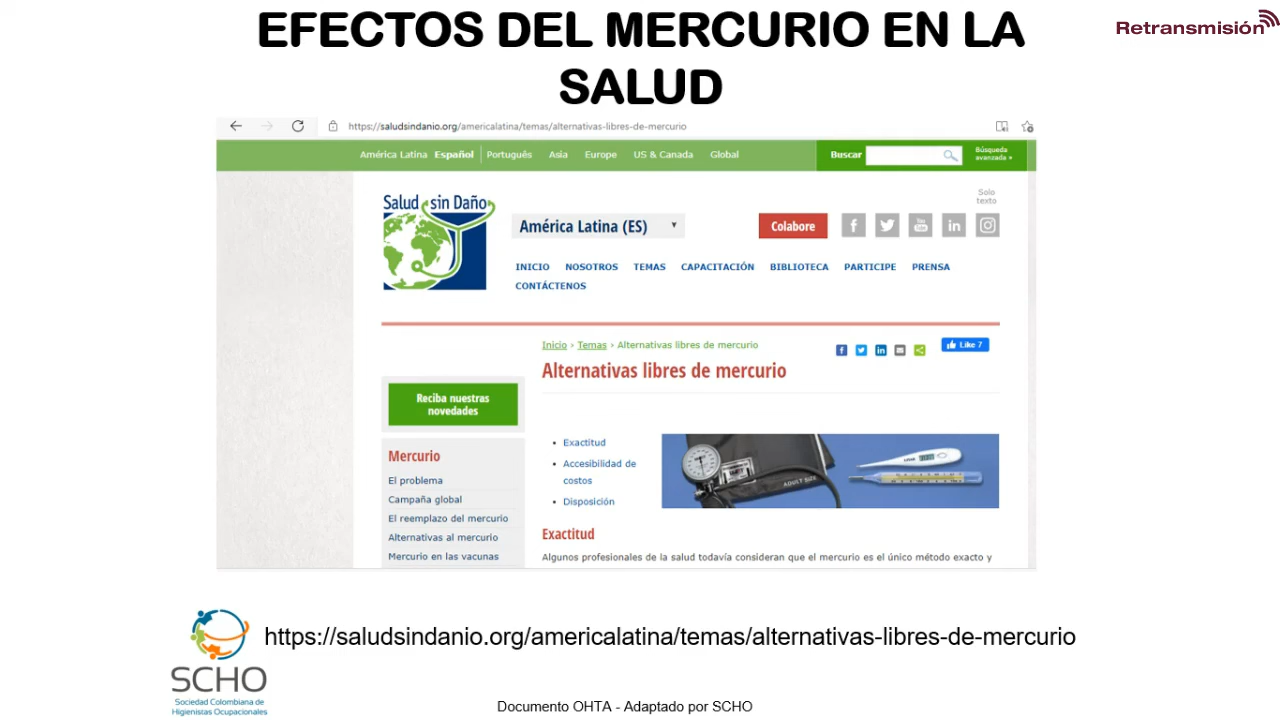 EFECTOS DEL MERCURIO EN LA
SALUD
Retransmisión
https://saludsindanio.org/americalatina/temas/alternativas-libres-de-mercurio
América Latina Español Português Asia Europe US & Canada Global
Buscar
Búsqueda
avanzada »
Solo
texto
Salud sin Daño
América Latina (ES)
Colabore
You
Tube
INICIO NOSOTROS TEMAS CAPACITACIÓN BIBLIOTECA PARTICIPE PRENSA
CONTÁCTENOS
Inicio › Temas › Alternativas libres de mercurio
Like 7
Alternativas libres de mercurio
Reciba nuestras
novedades
Mercurio
El problema
Campaña global
El reemplazo del mercurio
Alternativas al mercurio
Mercurio en las vacunas
• Exactitud
• Accesibilidad de
costos
• Disposición
ADULT SIZE
Exactitud
Algunos profesionales de la salud todavía consideran que el mercurio es el único método exacto y
https://saludsindanio.org/americalatina/temas/alternativas-libres-de-mercurio
SCHO
Sociedad Colombiana de
Higienistas Ocupacionales
Documento OHTA - Adaptado por SCHO